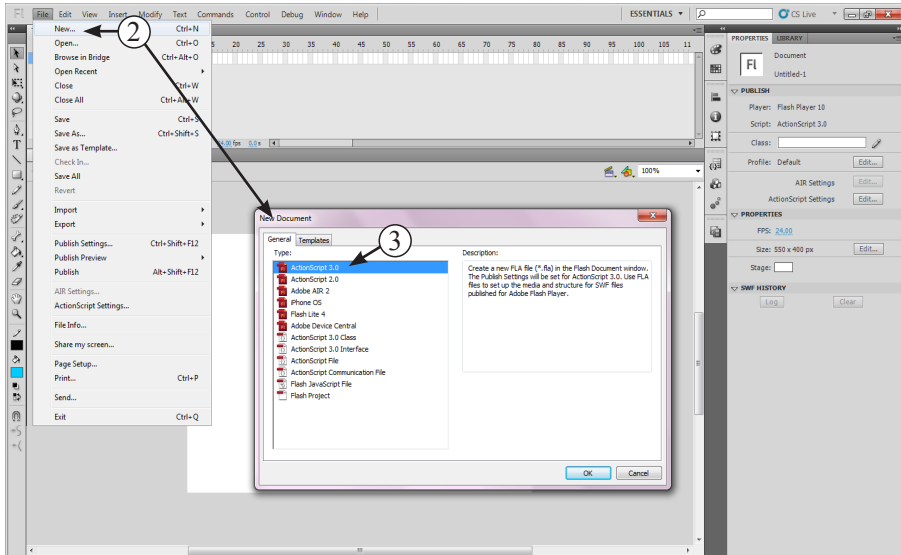 Fl File Edit View Insert Modify Text Commands Control Debug Window Help ESSENTIALS CS Live
New... Ctrl+N
Open... Ctrl+O
Browse in Bridge Ctrl+Alt+O
Open Recent
Close Ctrl+W
Close All Ctrl+Alt+W
Save Ctrl+S
Save As... Ctrl+Shift+S
Save as Template...
Check In...
Save All
Revert
Import
Export
Publish Settings... Ctrl+Shift+F12
Publish Preview
Publish Alt+Shift+F12
AIR Settings...
ActionScript Settings...
File Info...
Share my screen...
Page Setup...
Print... Ctrl+P
Send...
Exit Ctrl+Q
2
5 20 25 30 35 40 45 50 55 60 65 70 75 80 85 90 95 100 105 11
24.00 fps 0.0 s
100%
New Document
General Templates
3
Type:
ActionScript 3.0
ActionScript 2.0
Adobe AIR 2
iPhone OS
Flash Lite 4
Adobe Device Central
ActionScript 3.0 Class
ActionScript 3.0 Interface
ActionScript File
ActionScript Communication File
Flash JavaScript File
Flash Project
Description:
Create a new FLA file (*.fla) in the Flash Document window.
The Publish Settings will be set for ActionScript 3.0. Use FLA
files to set up the media and structure for SWF files
published for Adobe Flash Player.
OK Cancel
PROPERTIES LIBRARY
Fl Document
Untitled-1
PUBLISH
Player: Flash Player 10
Script: ActionScript 3.0
Class:
Profile: Default Edit...
AIR Settings Edit...
ActionScript Settings Edit...
PROPERTIES
FPS: 24.00
Size: 550 x 400 px Edit...
Stage:
SWF HISTORY
Log Clear